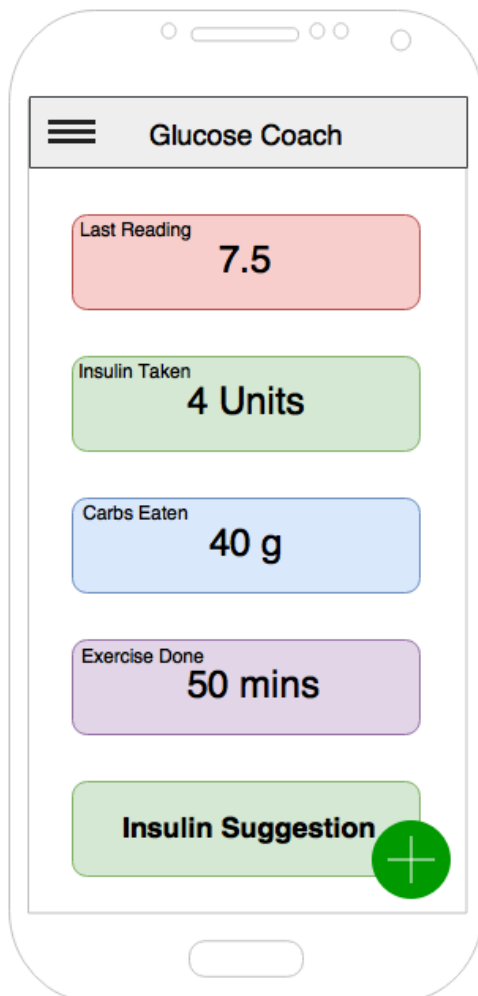 Glucose Coach
Last Reading
7.5
Insulin Taken
4 Units
Carbs Eaten
40 g
Exercise Done
50 mins
Insulin Suggestion